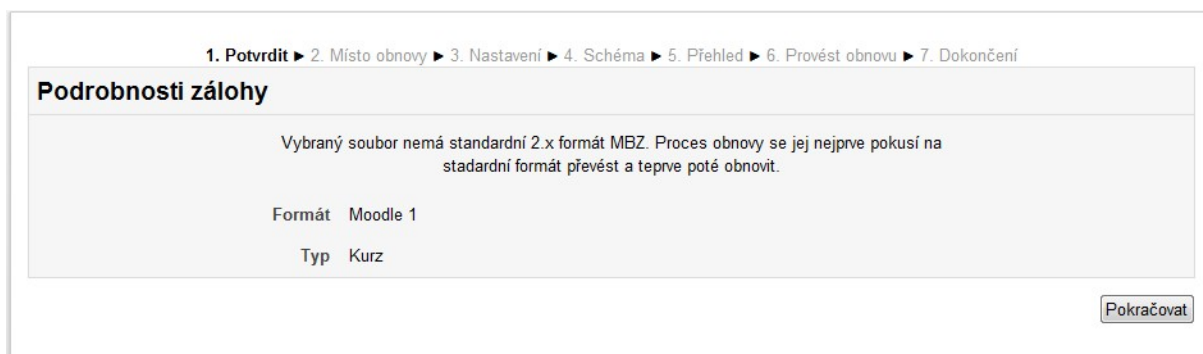 1. Potvrdit ► 2. Místo obnovy ► 3. Nastavení ► 4. Schéma ► 5. Přehled ► 6. Provést obnovu ► 7. Dokončení
Podrobnosti zálohy
Vybraný soubor nemá standardní 2.x formát MBZ. Proces obnovy se jej nejprve pokusí na
stadardní formát převést a teprve poté obnovit.
Formát Moodle 1
Typ Kurz
Pokračovat